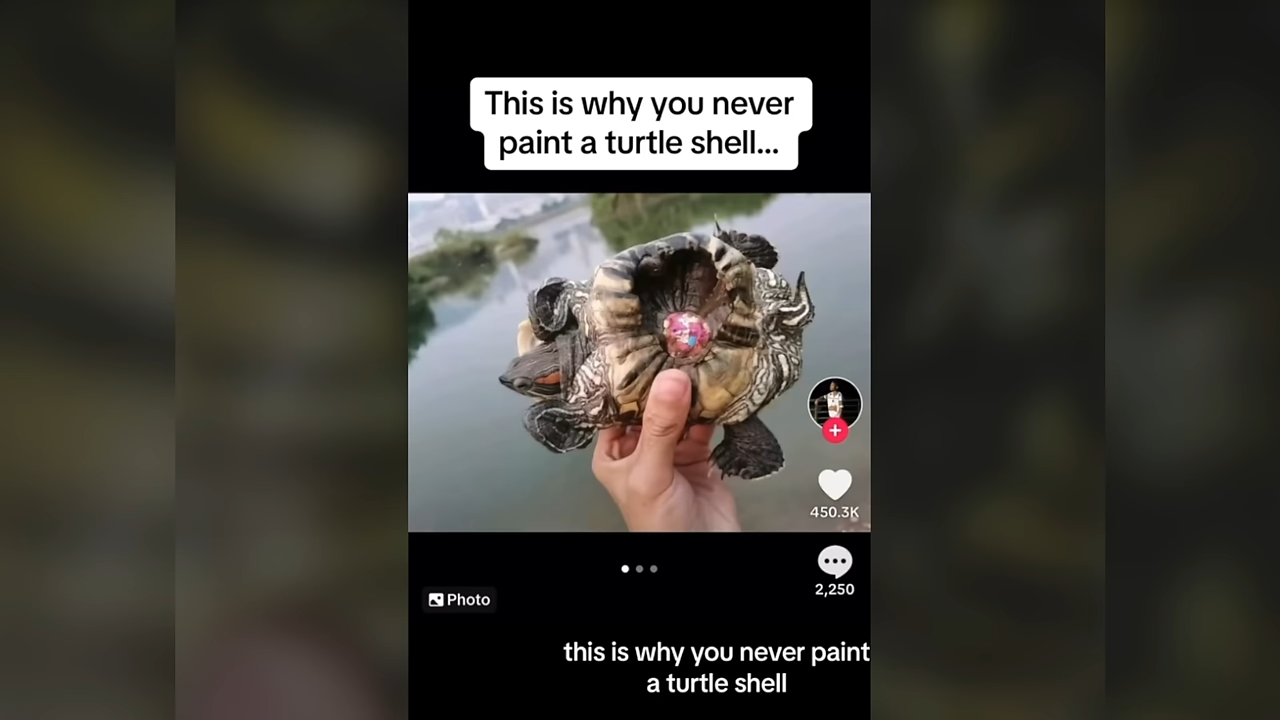 This is why you never
paint a turtle shell...
450.3K
2,250
Photo
this is why you never paint
a turtle shell